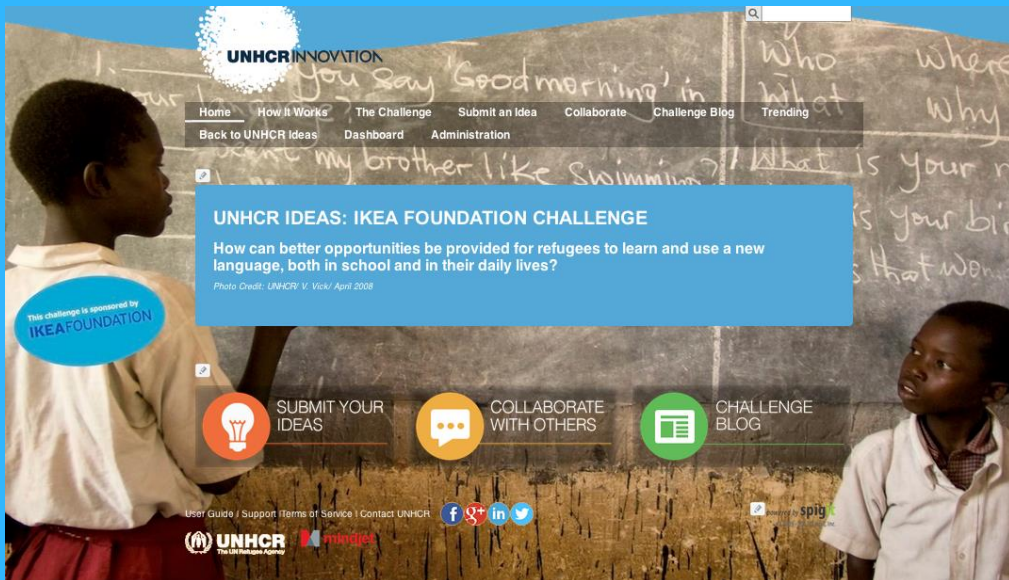 UNHCR INNOVATION
Who where
You say 'Goodmorning' in What Why
Home How It Works The Challenge Submit an Idea Collaborate Challenge Blog Trending
Back to UNHCR Ideas Dashboard Administration
my brother like Swimming? What is your
is your
UNHCR IDEAS: IKEA FOUNDATION CHALLENGE
How can better opportunities be provided for refugees to learn and use a new
language, both in school and in their daily lives?
Photo Credit: UNHCR/ V. Vick/ April 2008
This challenge is sponsored by
IKEA FOUNDATION
SUBMIT YOUR
IDEAS
COLLABORATE
WITH OTHERS
CHALLENGE
BLOG
User Guide | Support |Terms of Service | Contact UNHCR
powered by spigit
UNHCR
The UN Refugee Agency
mindjet